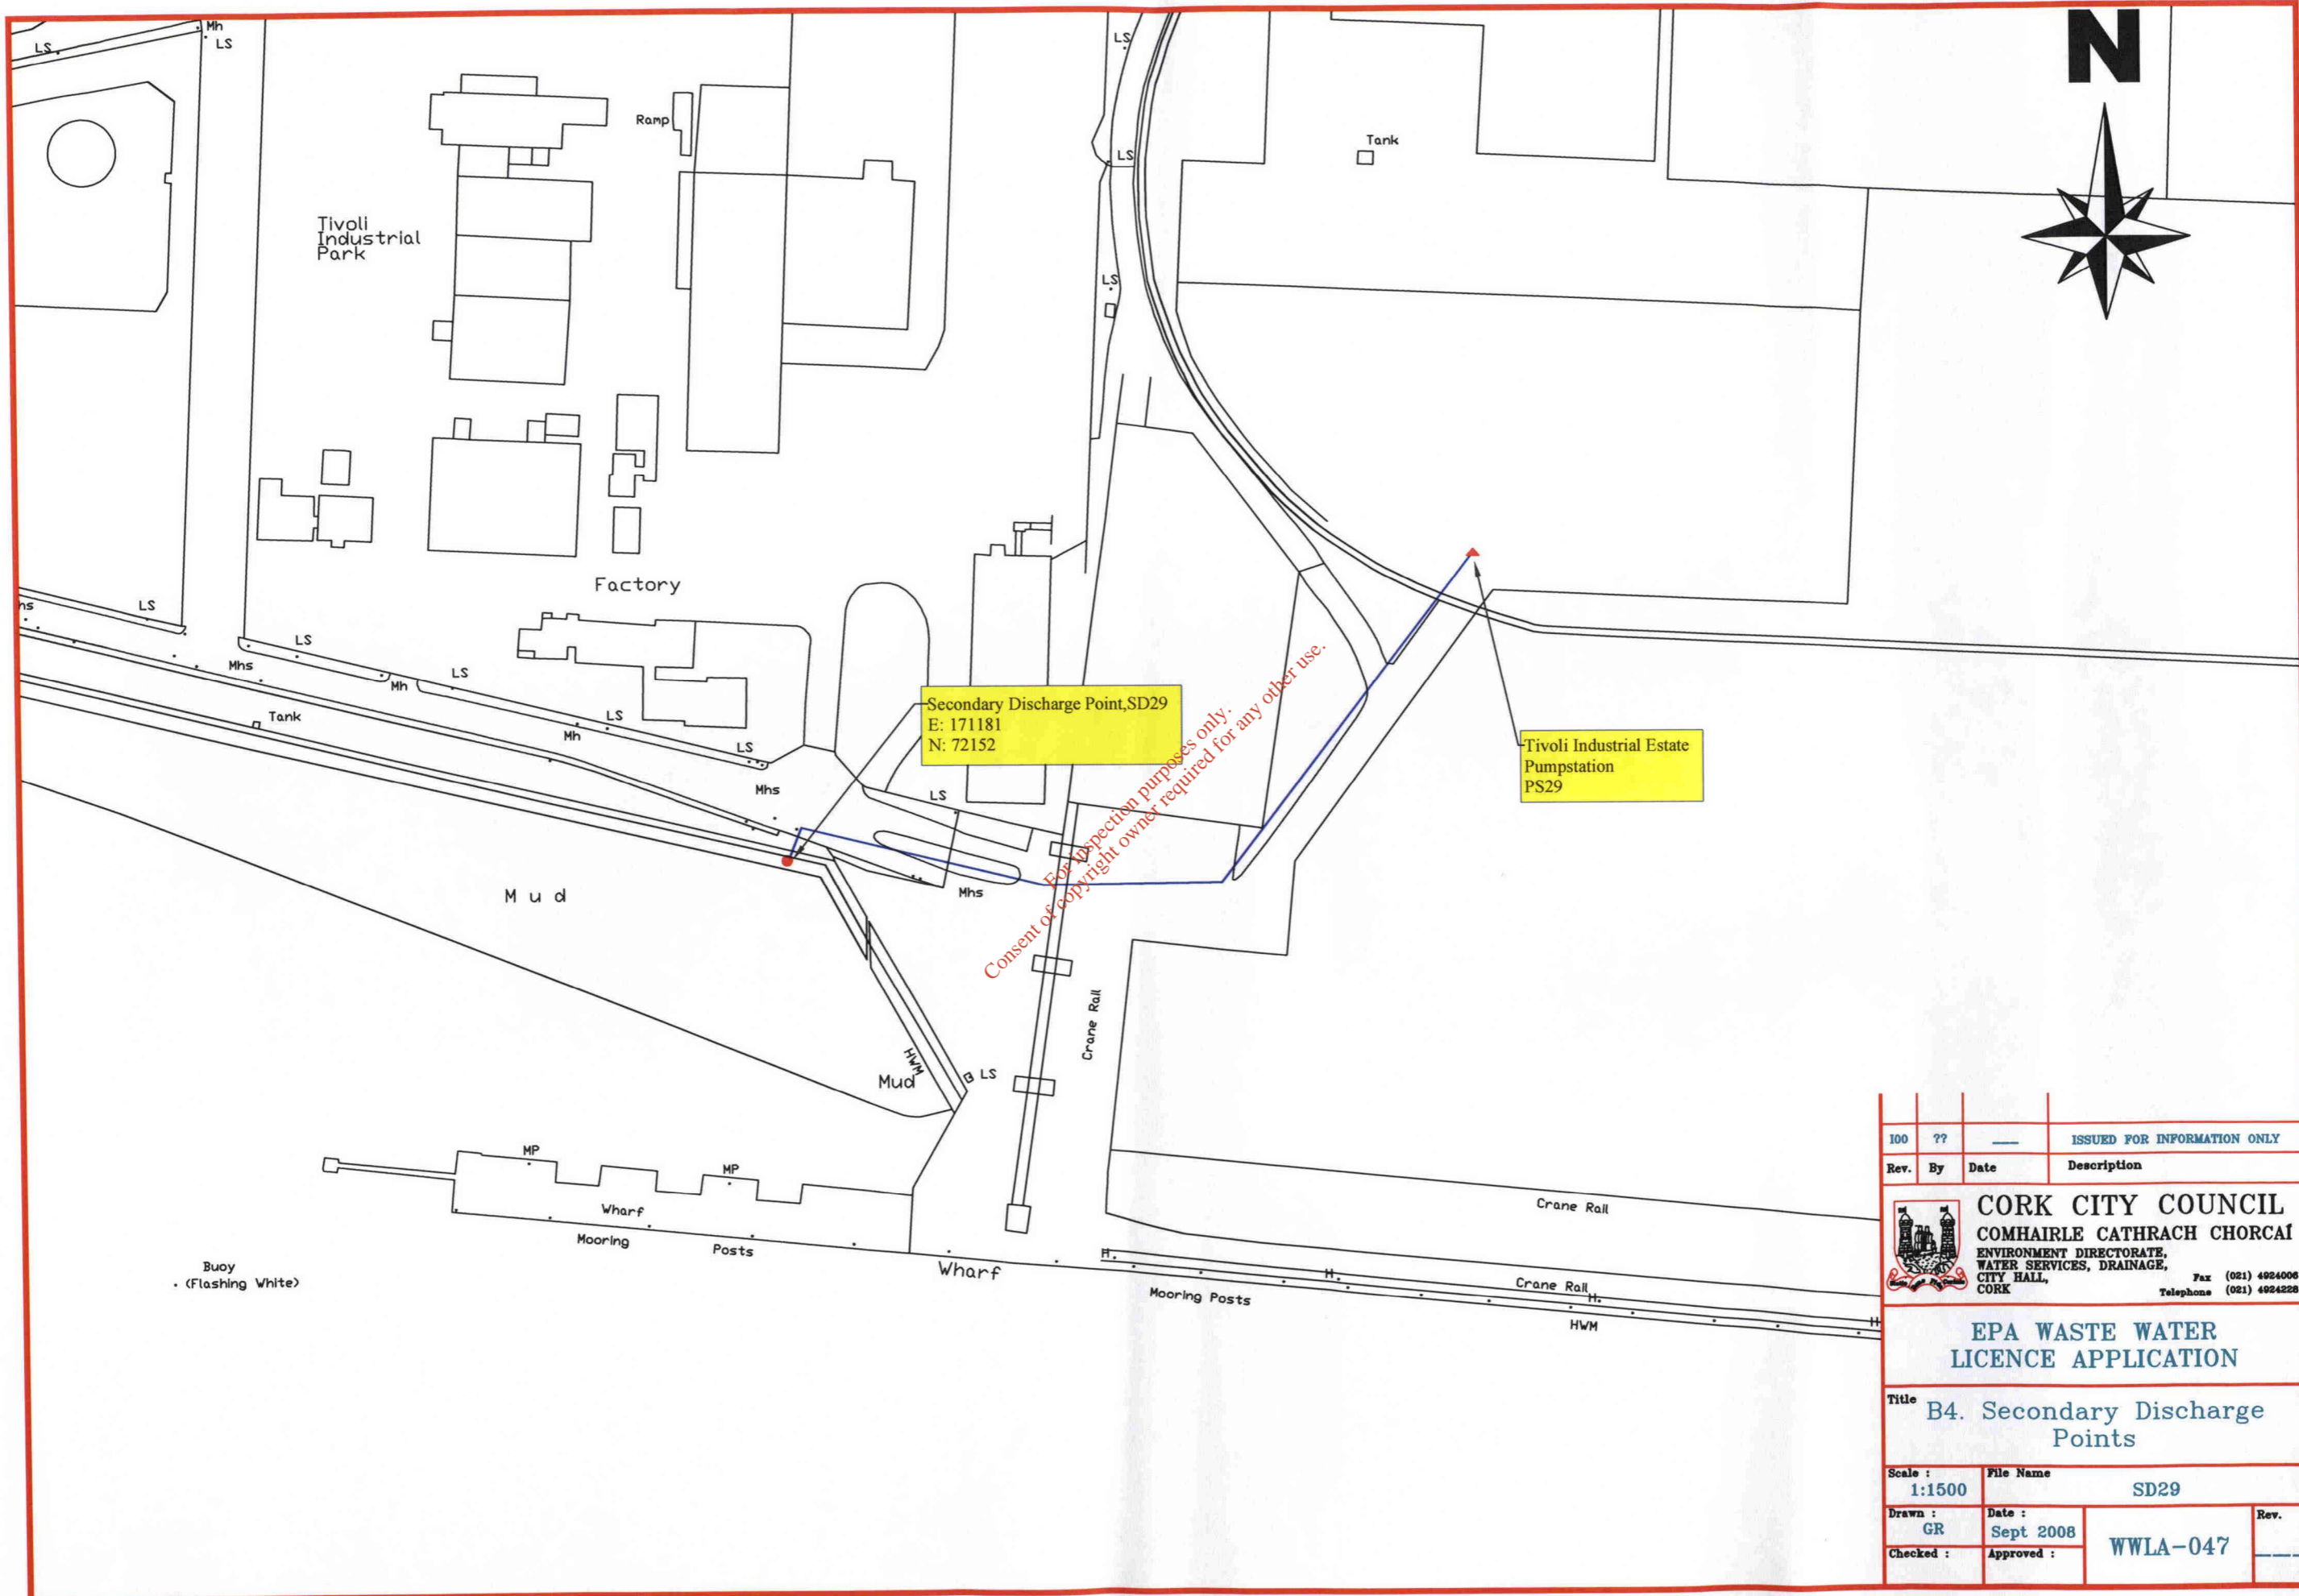 Mh
LS
LS
LS
N
Ramp
LS
Tank
Tivoli
Industrial
Park
LS
Factory
hs
LS
LS
Mhs
LS
Mh
Tank
LS
Mh
LS
Mhs
Secondary Discharge Point,SD29
E: 171181
N: 72152
Tivoli Industrial Estate
Pumpstation
PS29
LS
Mhs
For inspection purposes only.
Consent of copyright owner required for any other use.
Mud
Crane Rail
HWM
Mud
LS
MP
MP
Wharf
Mooring Posts
Buoy
(Flashing White)
Wharf
Crane Rail
H
H
Crane Rail
H
H
Mooring Posts
HWM
100 ?? ___ ISSUED FOR INFORMATION ONLY
Rev. By Date Description
CORK CITY COUNCIL
COMHAIRLE CATHRACH CHORCAÍ
ENVIRONMENT DIRECTORATE,
WATER SERVICES, DRAINAGE,
CITY HALL,
CORK
Fax (021) 4924006
Telephone (021) 4924228
EPA WASTE WATER
LICENCE APPLICATION
Title B4. Secondary Discharge
Points
Scale :
1:1500
File Name
SD29
Drawn :
GR
Date :
Sept 2008
WWLA-047
Rev.
Checked :
Approved :